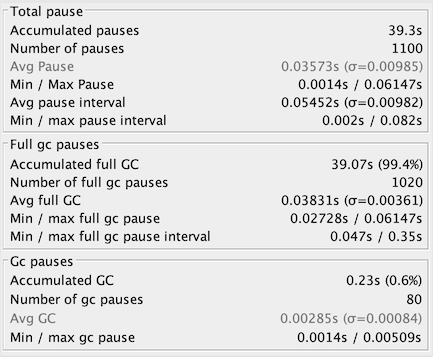 Total pause
Accumulated pauses 39.3s
Number of pauses 1100
Avg Pause 0.03573s (σ=0.00985)
Min / Max Pause 0.0014s / 0.06147s
Avg pause interval 0.05452s (σ=0.00982)
Min / max pause interval 0.002s / 0.082s
Full gc pauses
Accumulated full GC 39.07s (99.4%)
Number of full gc pauses 1020
Avg full GC 0.03831s (σ=0.00361)
Min / max full gc pause 0.02728s / 0.06147s
Min / max full gc pause interval 0.047s / 0.35s
Gc pauses
Accumulated GC 0.23s (0.6%)
Number of gc pauses 80
Avg GC 0.00285s (σ=0.00084)
Min / max gc pause 0.0014s / 0.00509s